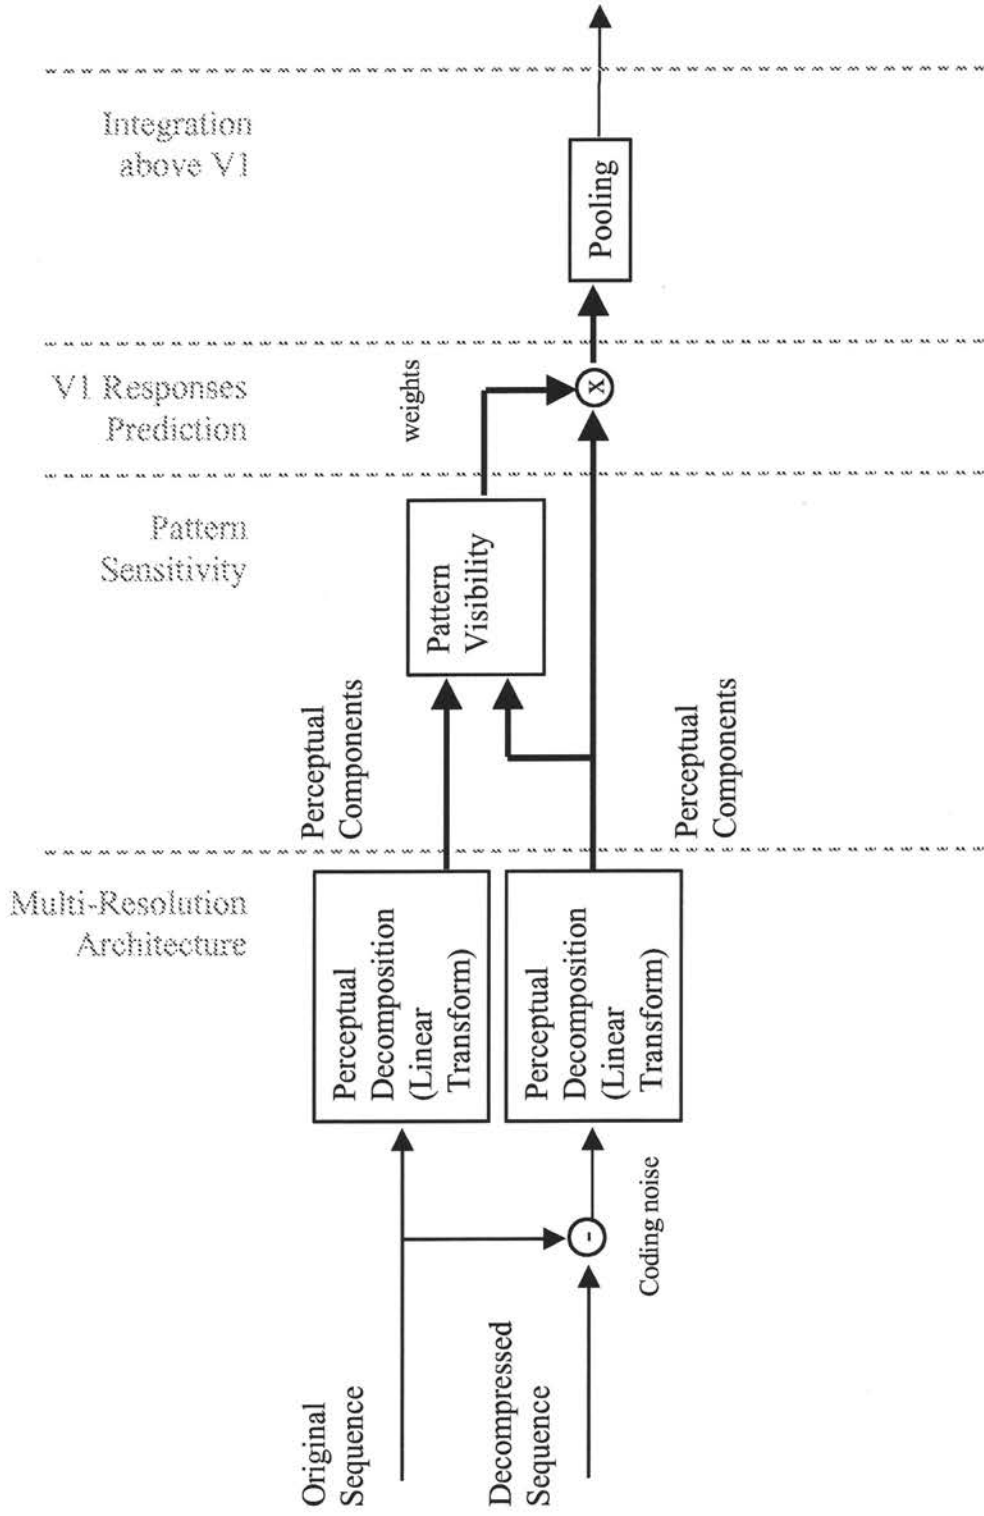 Integration
above V1
V1 Responses
Prediction
Pattern
Sensitivity
Multi-Resolution
Architecture
Original
Sequence
Decompressed
Sequence
-
Coding noise
Perceptual
Decomposition
(Linear
Transform)
Perceptual
Decomposition
(Linear
Transform)
Perceptual
Components
Perceptual
Components
Pattern
Visibility
weights
X
Pooling